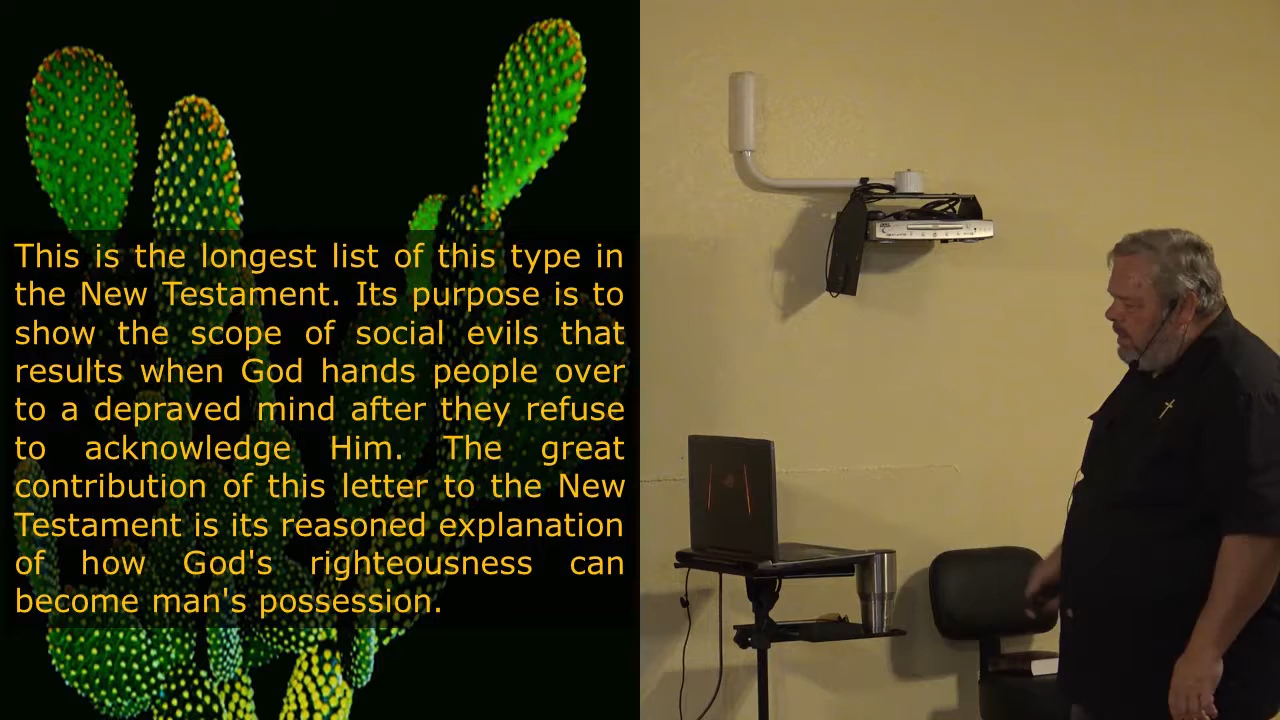 This is the longest list of this type in
the New Testament. Its purpose is to
show the scope of social evils that
results when God hands people over
to a depraved mind after they refuse
to acknowledge Him. The great
contribution of this letter to the New
Testament is its reasoned explanation
of how God's righteousness can
become man's possession.